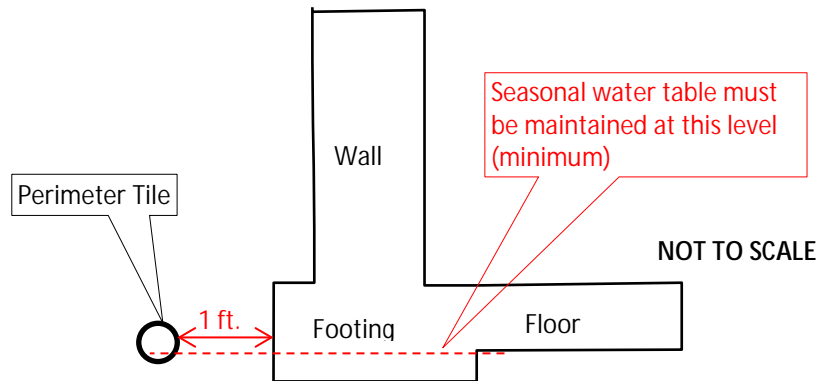 Seasonal water table must
be maintained at this level
(minimum)
Wall
Perimeter Tile
NOT TO SCALE
1 ft.
Footing
Floor